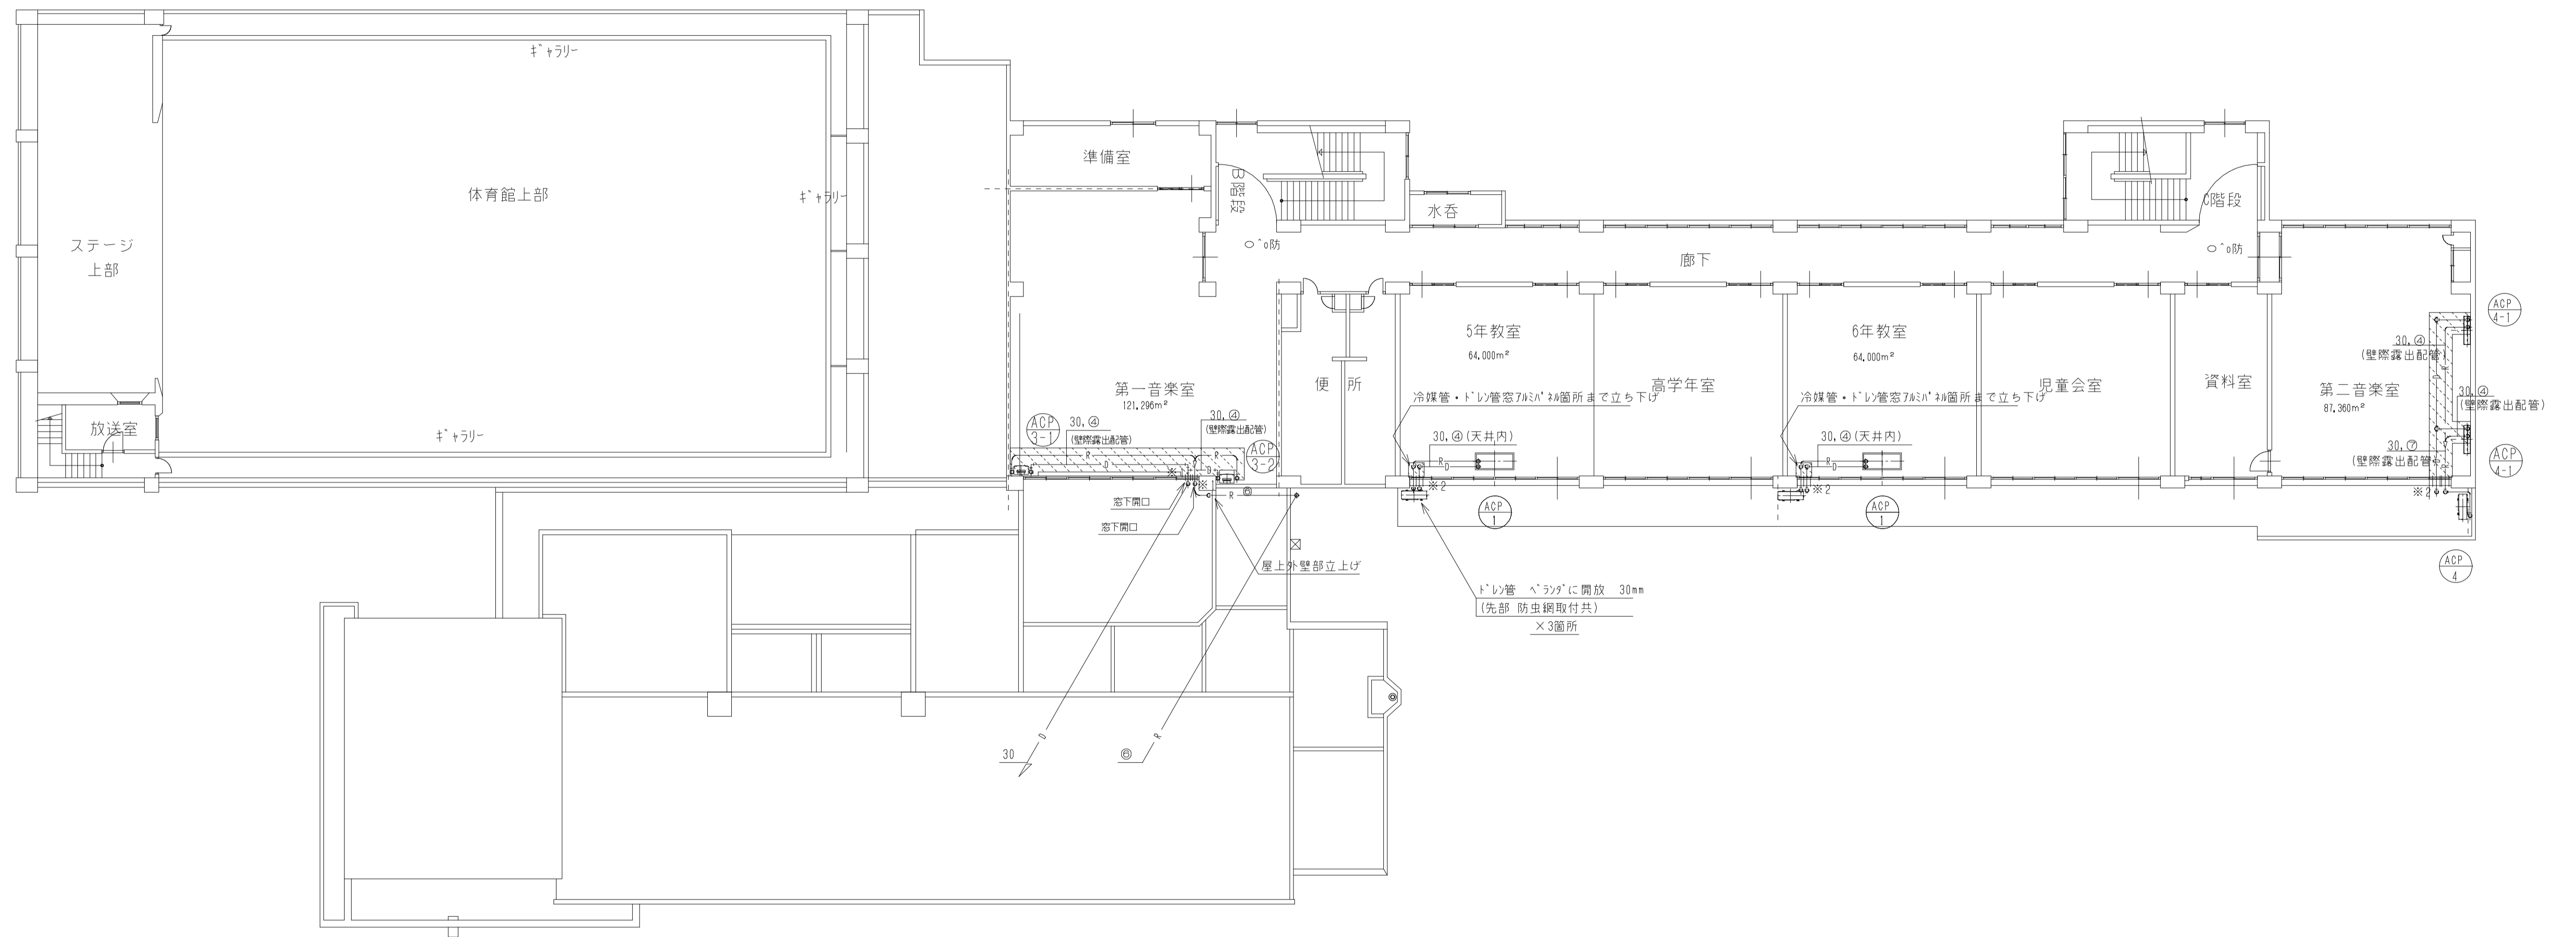 ｷﾞｬﾗﾘｰ
準備室
体育館上部
ｷﾞｬﾗﾘｰ
B階段
水呑
C階段
ステージ
上部
廊下
ACP
4-1
5年教室
64,000m²
6年教室
64,000m²
30,④
(壁際露出配管)
第一音楽室
121,296m²
便所
高学年室
児童会室
資料室
第二音楽室
87,360m²
30,④
(壁際露出配管)
冷媒管・ﾄﾞﾚﾝ管窓ｱﾙﾐﾊﾟﾈﾙ箇所まで立ち下げ
冷媒管・ﾄﾞﾚﾝ管窓ｱﾙﾐﾊﾟﾈﾙ箇所まで立ち下げ
放送室
ｷﾞｬﾗﾘｰ
ACP
3-1
30,④
(壁際露出配管)
30,④
(壁際露出配管)
ACP
3-2
30,④(天井内)
30,④(天井内)
30,⑦
(壁際露出配管)
ACP
4-1
R
D
R
D
R
D
R
D
※
※
※2
※2
※2
R
⑥
窓下開口
窓下開口
ACP
1
ACP
1
屋上外壁部立上げ
ACP
4
ﾄﾞﾚﾝ管 ﾍﾞﾗﾝﾀﾞに開放 30mm
(先部 防虫網取付共)
×3箇所
D
R
30
⑥